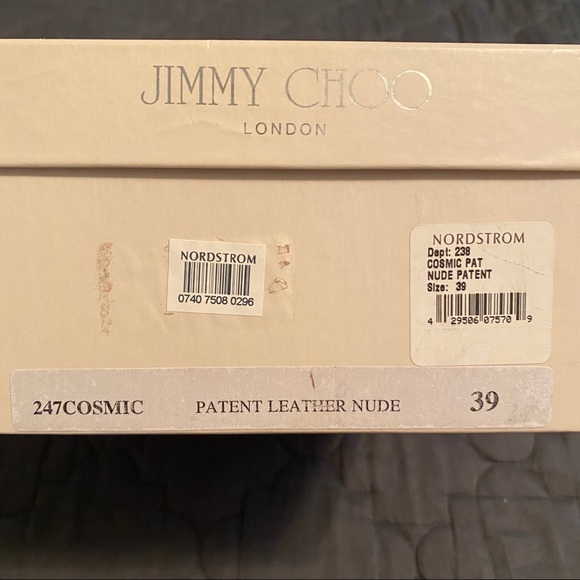 JIMMY CHOO
LONDON
NORDSTROM
0740 7508 0296
NORDSTROM
Dept: 238
COSMIC PAT
NUDE PATENT
Size: 39
4 29506 07570 9
247COSMIC PATENT LEATHER NUDE 39